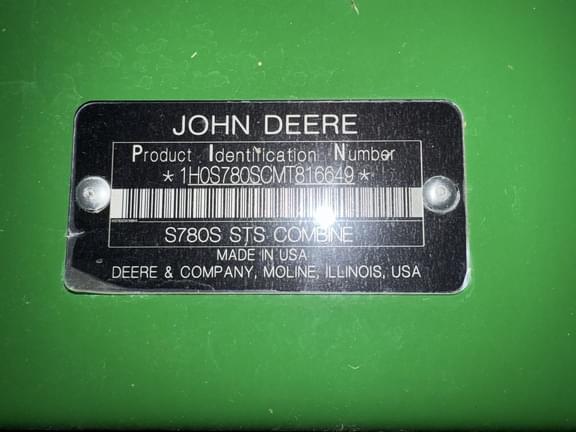 JOHN DEERE
Product Identification Number
*1H0S780SCMT816649*
S780S STS COMBINE
MADE IN USA
DEERE & COMPANY, MOLINE, ILLINOIS, USA